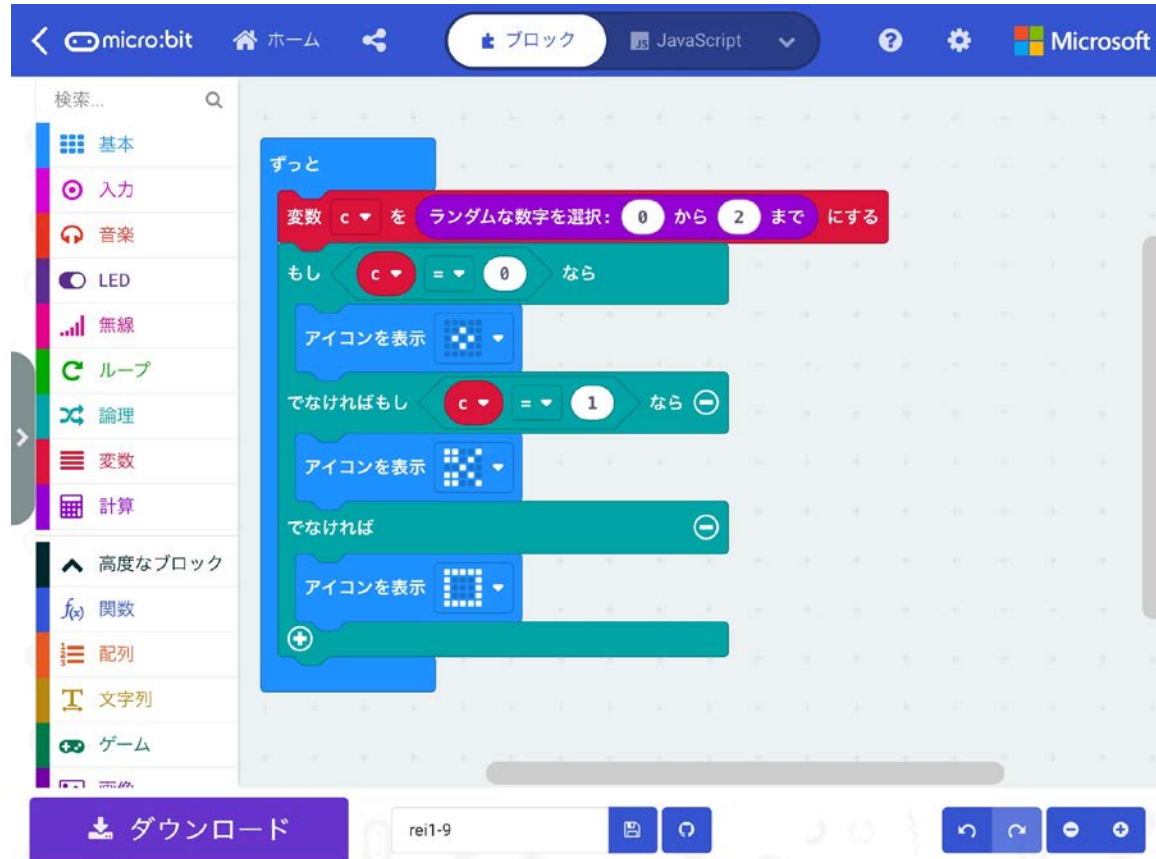 micro:bit ホーム ブロック JavaScript Microsoft
検索...
基本
入力
音楽
LED
無線
ループ
論理
変数
計算
高度なブロック
関数
配列
文字列
ゲーム
画像
ずっと
変数 c を ランダムな数字を選択: 0 から 2 まで にする
もし c = 0 なら
アイコンを表示
でなければもし c = 1 なら
アイコンを表示
でなければ
アイコンを表示
ダウンロード rei1-9